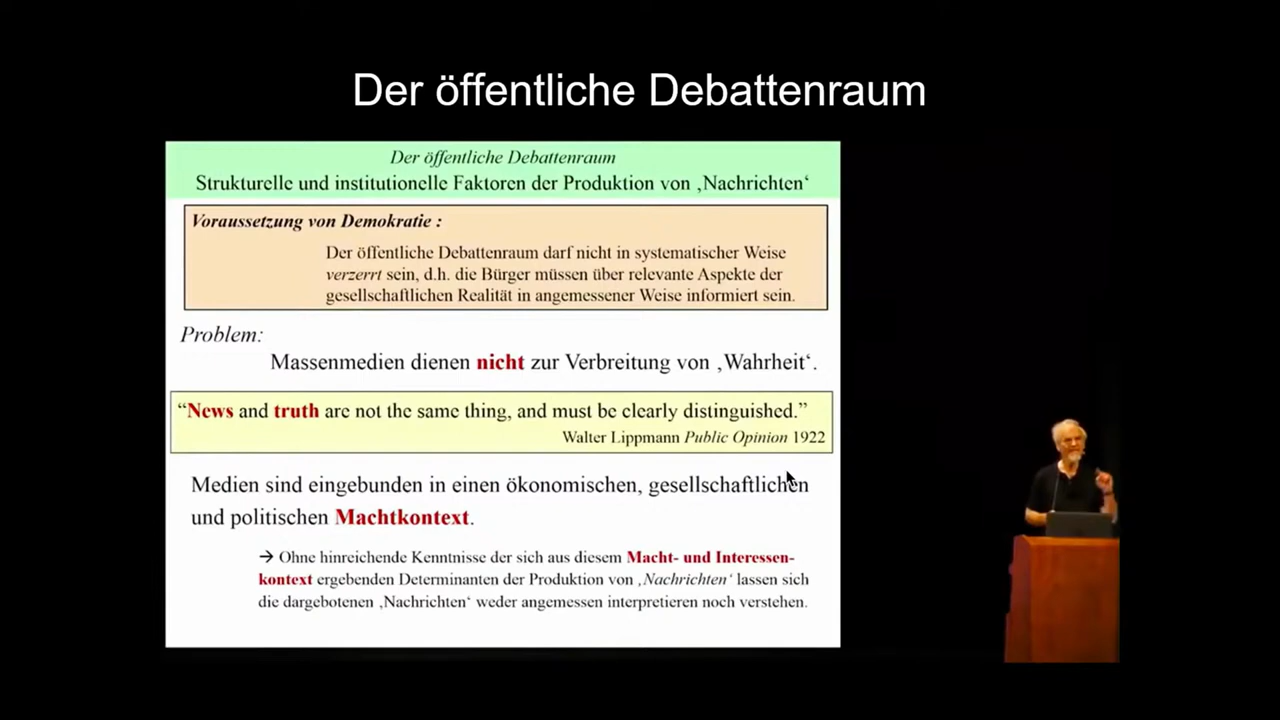 Der öffentliche Debattenraum
Der öffentliche Debattenraum
Strukturelle und institutionelle Faktoren der Produktion von ‚Nachrichten‘
Voraussetzung von Demokratie :
Der öffentliche Debattenraum darf nicht in systematischer Weise
verzerrt sein, d.h. die Bürger müssen über relevante Aspekte der
gesellschaftlichen Realität in angemessener Weise informiert sein.
Problem:
Massenmedien dienen nicht zur Verbreitung von ‚Wahrheit‘.
“News and truth are not the same thing, and must be clearly distinguished.”
Walter Lippmann Public Opinion 1922
Medien sind eingebunden in einen ökonomischen, gesellschaftlichen
und politischen Machtkontext.
→ Ohne hinreichende Kenntnisse der sich aus diesem Macht- und Interessen-
kontext ergebenden Determinanten der Produktion von ‚Nachrichten‘ lassen sich
die dargebotenen ‚Nachrichten‘ weder angemessen interpretieren noch verstehen.